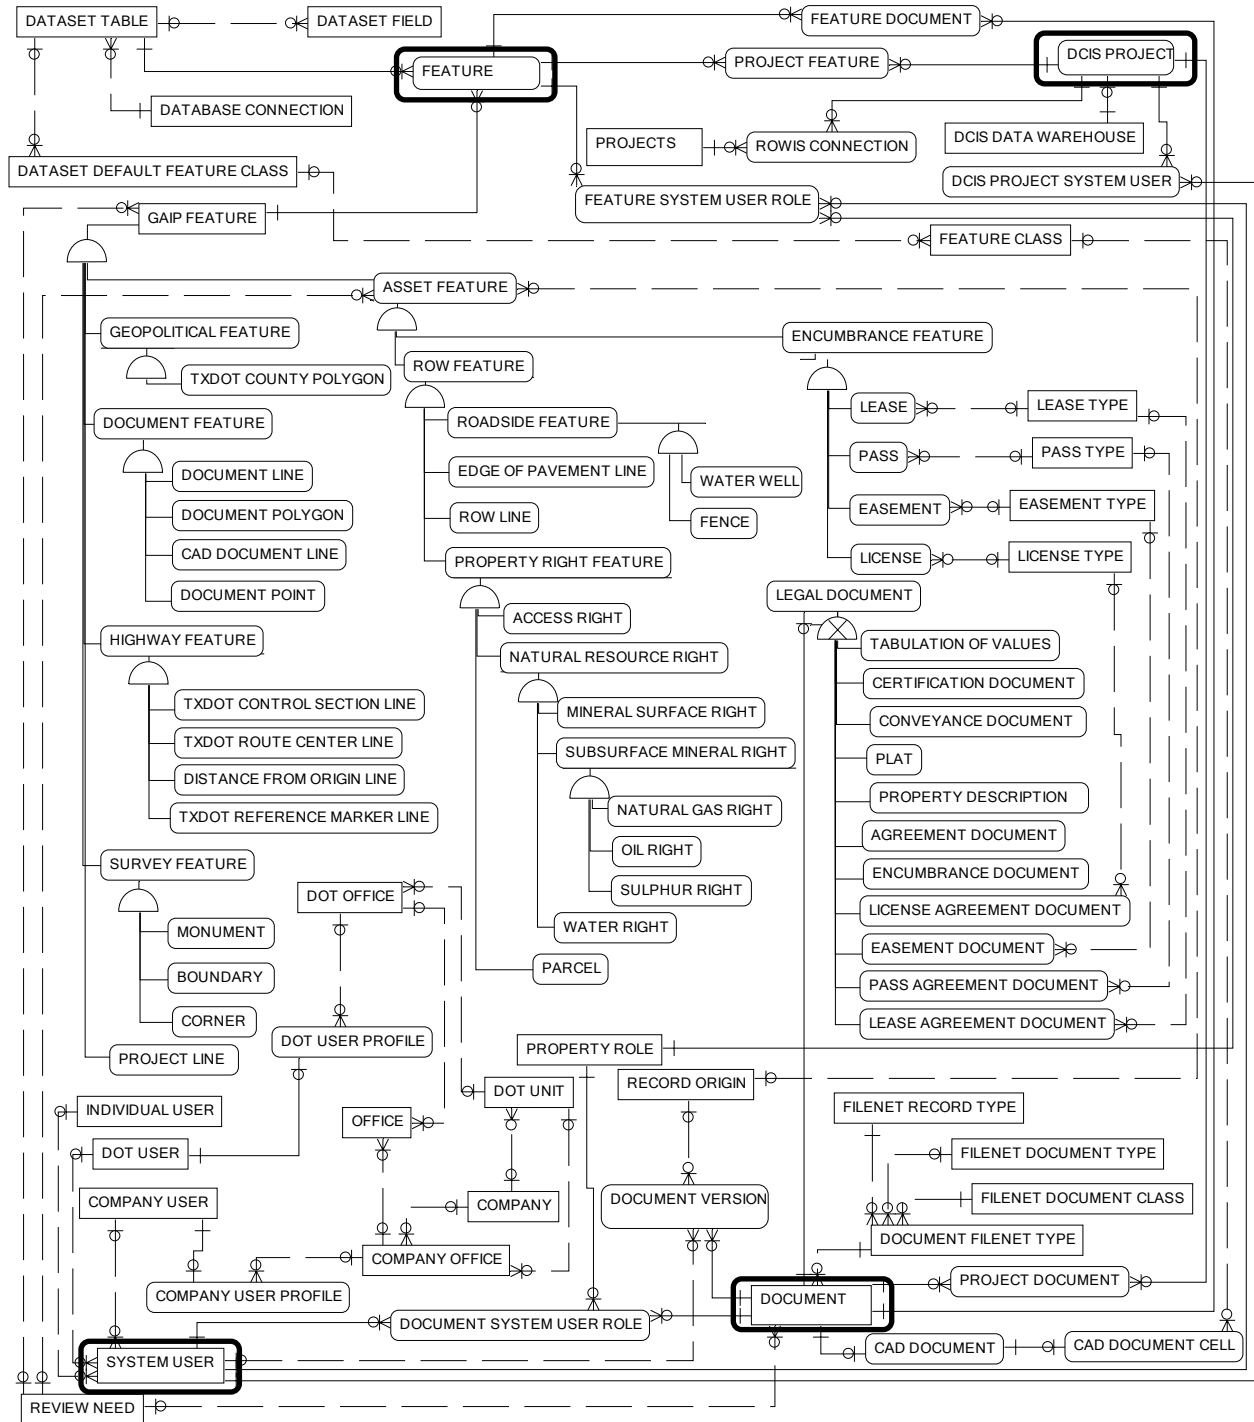 DATASET TABLE
DATASET FIELD
FEATURE DOCUMENT
FEATURE
PROJECT FEATURE
DCIS PROJECT
DATABASE CONNECTION
PROJECTS
ROWIS CONNECTION
DCIS DATA WAREHOUSE
DATASET DEFAULT FEATURE CLASS
DCIS PROJECT SYSTEM USER
FEATURE SYSTEM USER ROLE
GAIP FEATURE
FEATURE CLASS
ASSET FEATURE
GEOPOLITICAL FEATURE
ENCUMBRANCE FEATURE
ROW FEATURE
TXDOT COUNTY POLYGON
LEASE
LEASE TYPE
DOCUMENT FEATURE
ROADSIDE FEATURE
PASS
PASS TYPE
DOCUMENT LINE
EDGE OF PAVEMENT LINE
WATER WELL
DOCUMENT POLYGON
ROW LINE
FENCE
EASEMENT
EASEMENT TYPE
CAD DOCUMENT LINE
PROPERTY RIGHT FEATURE
LICENSE
LICENSE TYPE
DOCUMENT POINT
LEGAL DOCUMENT
ACCESS RIGHT
HIGHWAY FEATURE
TABULATION OF VALUES
NATURAL RESOURCE RIGHT
CERTIFICATION DOCUMENT
TXDOT CONTROL SECTION LINE
MINERAL SURFACE RIGHT
CONVEYANCE DOCUMENT
TXDOT ROUTE CENTER LINE
SUBSURFACE MINERAL RIGHT
PLAT
DISTANCE FROM ORIGIN LINE
PROPERTY DESCRIPTION
TXDOT REFERENCE MARKER LINE
NATURAL GAS RIGHT
AGREEMENT DOCUMENT
SURVEY FEATURE
OIL RIGHT
ENCUMBRANCE DOCUMENT
DOT OFFICE
SULPHUR RIGHT
LICENSE AGREEMENT DOCUMENT
MONUMENT
WATER RIGHT
EASEMENT DOCUMENT
BOUNDARY
PARCEL
PASS AGREEMENT DOCUMENT
CORNER
LEASE AGREEMENT DOCUMENT
DOT USER PROFILE
PROPERTY ROLE
PROJECT LINE
DOT UNIT
RECORD ORIGIN
INDIVIDUAL USER
OFFICE
FILENET RECORD TYPE
DOT USER
FILENET DOCUMENT TYPE
COMPANY USER
COMPANY
DOCUMENT VERSION
FILENET DOCUMENT CLASS
COMPANY OFFICE
DOCUMENT FILENET TYPE
COMPANY USER PROFILE
DOCUMENT
PROJECT DOCUMENT
DOCUMENT SYSTEM USER ROLE
CAD DOCUMENT
CAD DOCUMENT CELL
SYSTEM USER
REVIEW NEED